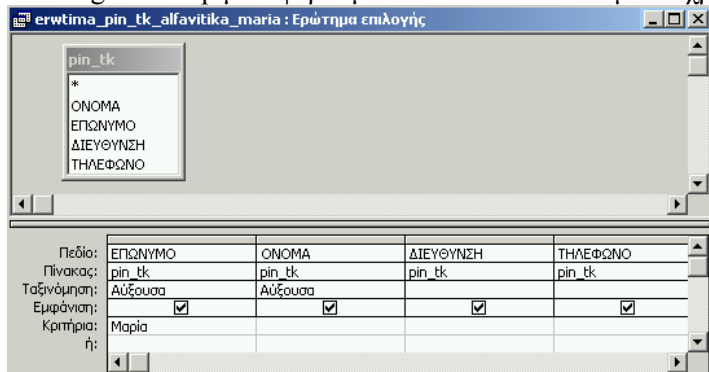 erwtima_pin_tk_alfavitika_maria : Ερώτημα επιλογής
pin_tk
*
ΟΝΟΜΑ
ΕΠΩΝΥΜΟ
ΔΙΕΥΘΥΝΣΗ
ΤΗΛΕΦΩΝΟ
Πεδίο: ΕΠΩΝΥΜΟ ΟΝΟΜΑ ΔΙΕΥΘΥΝΣΗ ΤΗΛΕΦΩΝΟ
Πίνακας: pin_tk pin_tk pin_tk pin_tk
Ταξινόμηση: Αύξουσα Αύξουσα
Εμφάνιση:
Κριτήρια: Μαρία
ή: